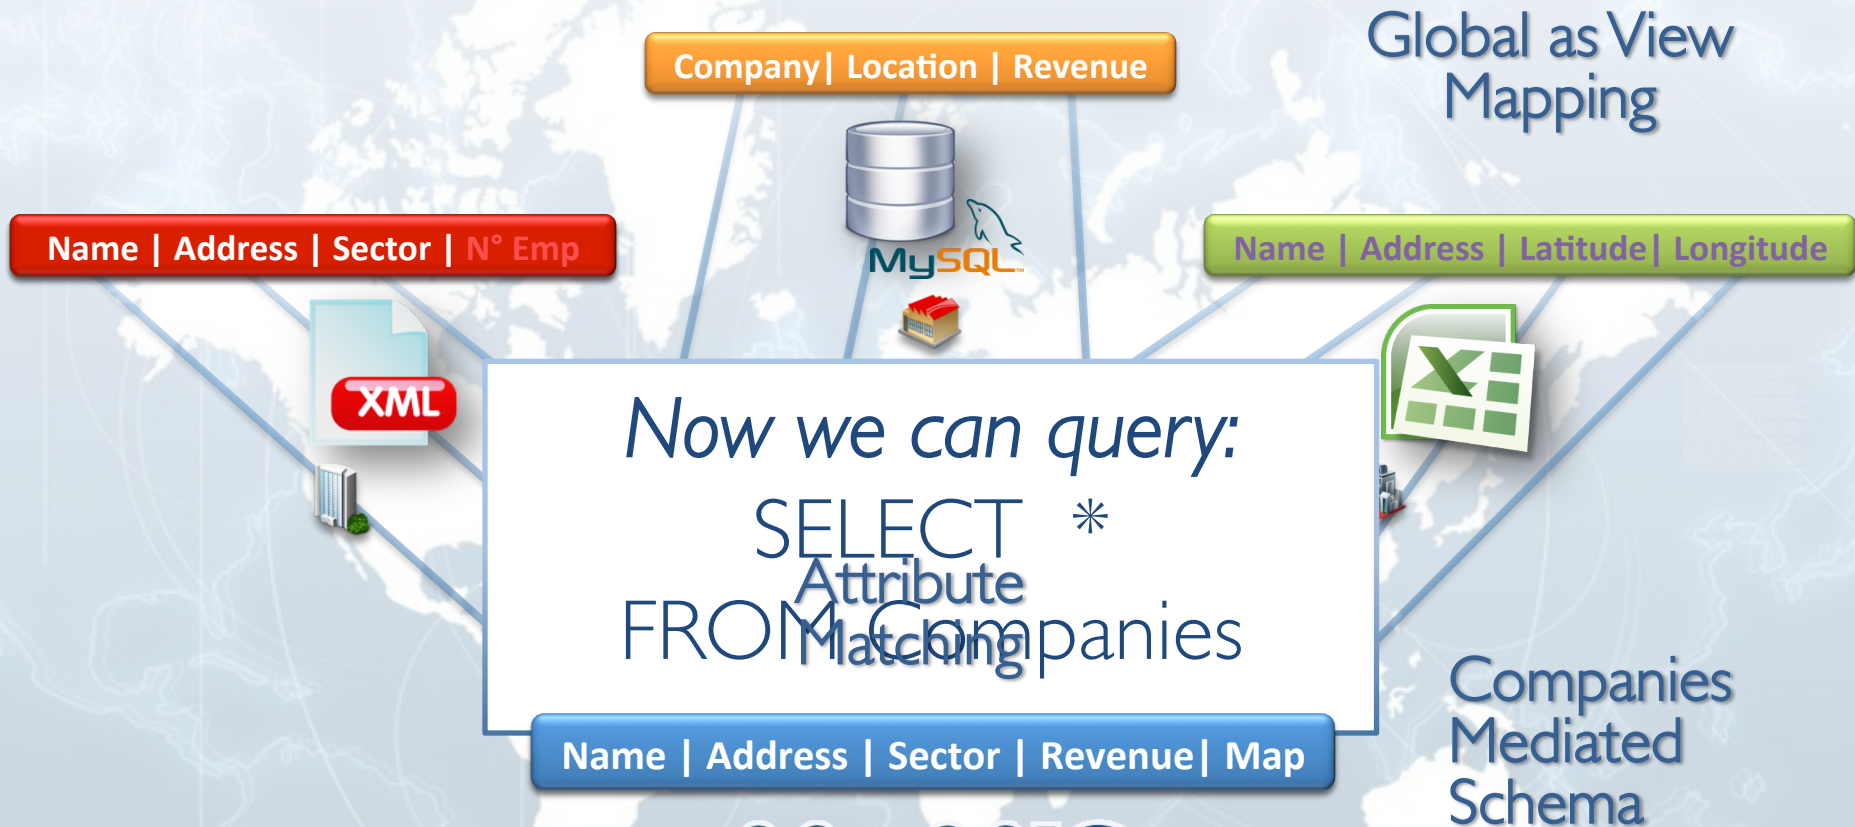 Global as View
Mapping
Company| Location | Revenue
Name | Address | Sector | N° Emp
MySQL
Name | Address | Latitude| Longitude
XML
X
Now we can query:
SELECT *
FROM Companies
Attribute
Matching
Name | Address | Sector | Revenue| Map
Companies
Mediated
Schema